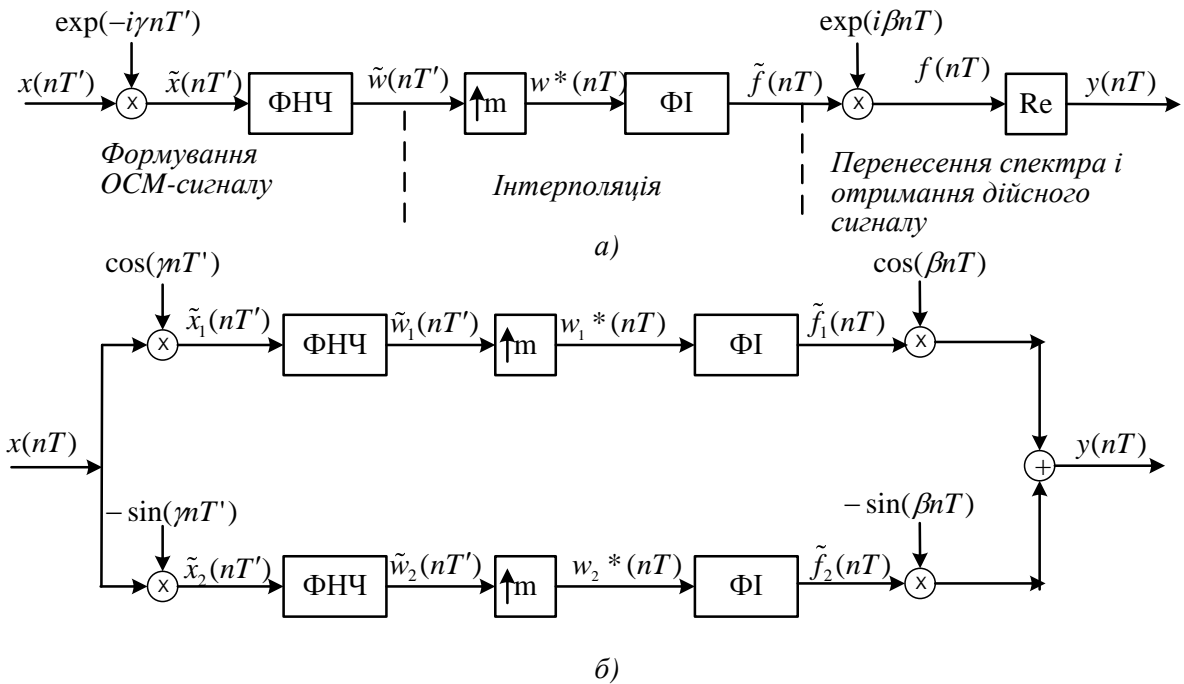 exp(−iγnT′) exp(iβnT)
x(nT′) x̃(nT′) ФНЧ w̃(nT′) ↑m w*(nT) ФІ f̃(nT) f(nT) Re y(nT)
x x
Формування
ОСМ-сигналу
Інтерполяція
Перенесення спектра і
отримання дійсного
сигналу
а)
cos(γnT') cos(βnT)
x̃₁(nT′) ФНЧ w̃₁(nT′) ↑m w₁*(nT) ФІ f̃₁(nT)
x x
x(nT) + y(nT)
−sin(γnT') −sin(βnT)
x̃₂(nT′) ФНЧ w̃₂(nT′) ↑m w₂*(nT) ФІ f̃₂(nT)
x x
б)